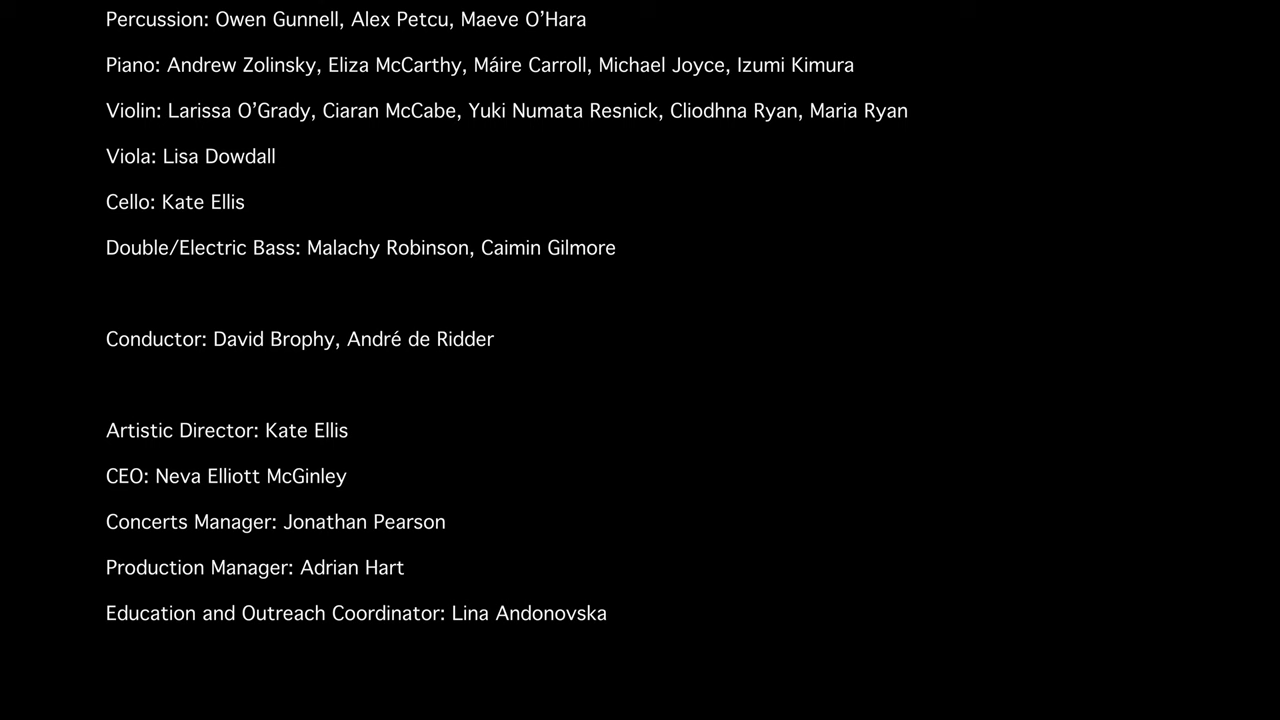 Percussion: Owen Gunnell, Alex Petcu, Maeve O’Hara
Piano: Andrew Zolinsky, Eliza McCarthy, Máire Carroll, Michael Joyce, Izumi Kimura
Violin: Larissa O’Grady, Ciaran McCabe, Yuki Numata Resnick, Cliodhna Ryan, Maria Ryan
Viola: Lisa Dowdall
Cello: Kate Ellis
Double/Electric Bass: Malachy Robinson, Caimin Gilmore
Conductor: David Brophy, André de Ridder
Artistic Director: Kate Ellis
CEO: Neva Elliott McGinley
Concerts Manager: Jonathan Pearson
Production Manager: Adrian Hart
Education and Outreach Coordinator: Lina Andonovska